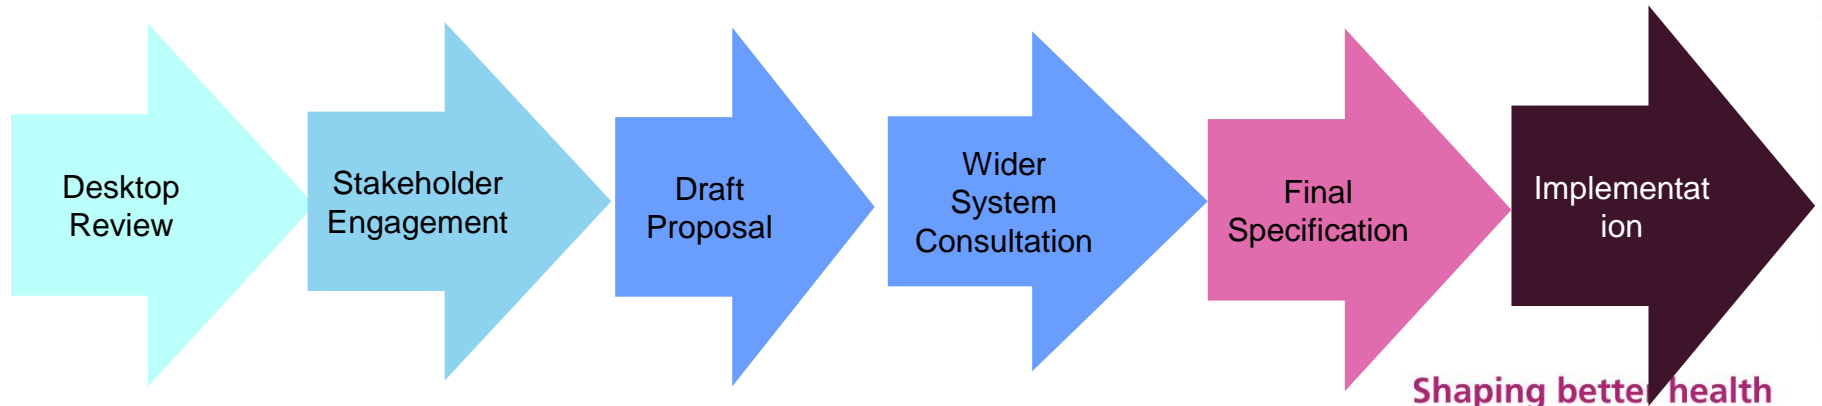 Desktop
Review
Stakeholder
Engagement
Draft
Proposal
Wider
System
Consultation
Final
Specification
Implementat
ion
Shaping better health